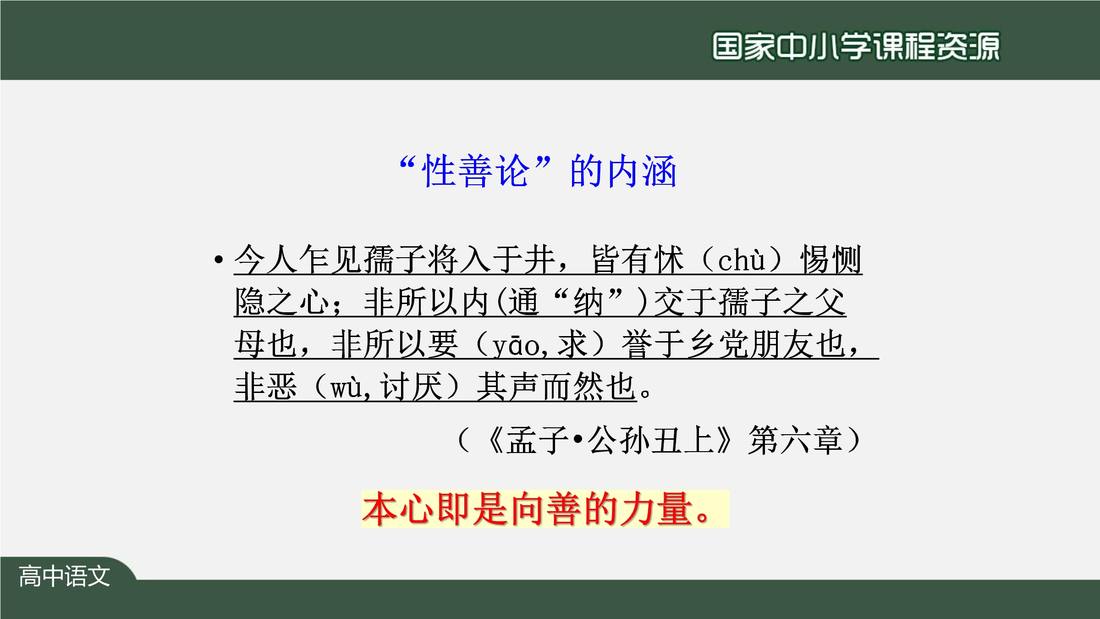 国家中小学课程资源
“性善论”的内涵
•今人乍见孺子将入于井，皆有怵（chù）惕恻
隐之心；非所以内(通“纳”)交于孺子之父
母也，非所以要（yāo,求）誉于乡党朋友也，
非恶（wù,讨厌）其声而然也。
（《孟子•公孙丑上》第六章）
本心即是向善的力量。
高中语文